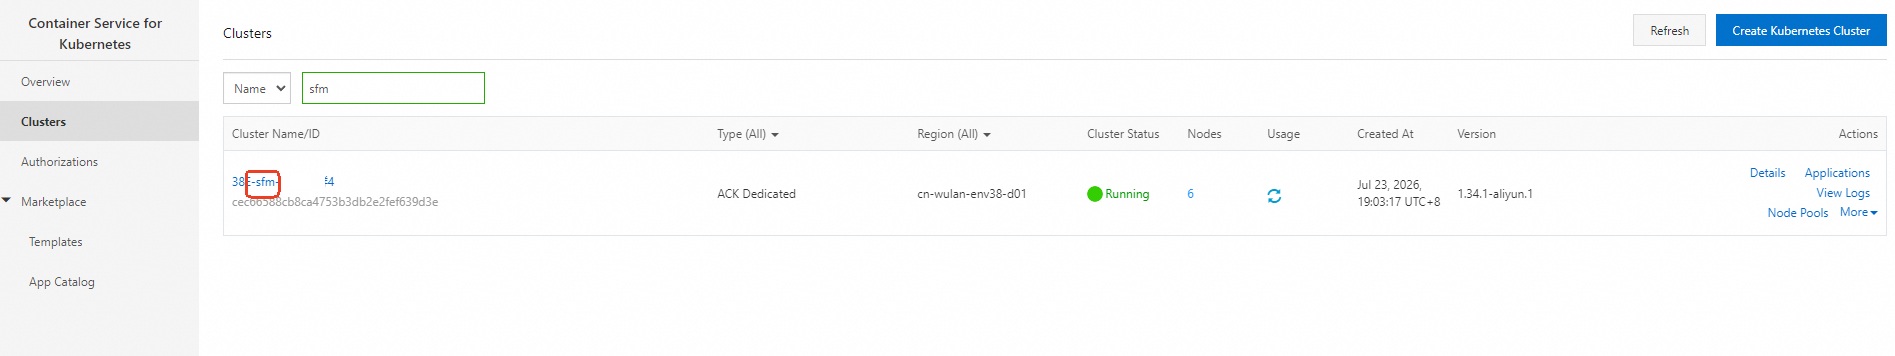 Container Service for
Kubernetes
Overview
Clusters
Authorizations
Marketplace
Templates
App Catalog
Clusters
Refresh
Create Kubernetes Cluster
Name
sfm
Cluster Name/ID
Type (All)
Region (All)
Cluster Status
Nodes
Usage
Created At
Version
Actions
-sfm-
ACK Dedicated
cn-wulan-env38-d01
Running
6
Jul 23, 2026,
19:03:17 UTC+8
1.34.1-aliyun.1
Details
Applications
View Logs
Node Pools
More